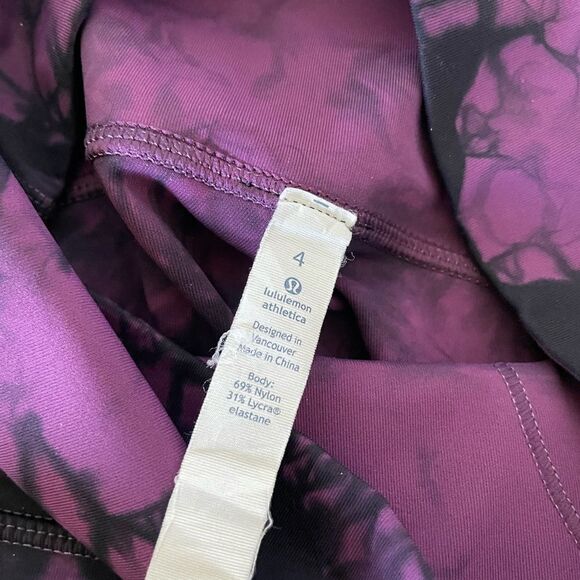 4
lululemon
athletica
Designed in
Vancouver
Made in China
Body:
69% Nylon
31% Lycra®
elastane